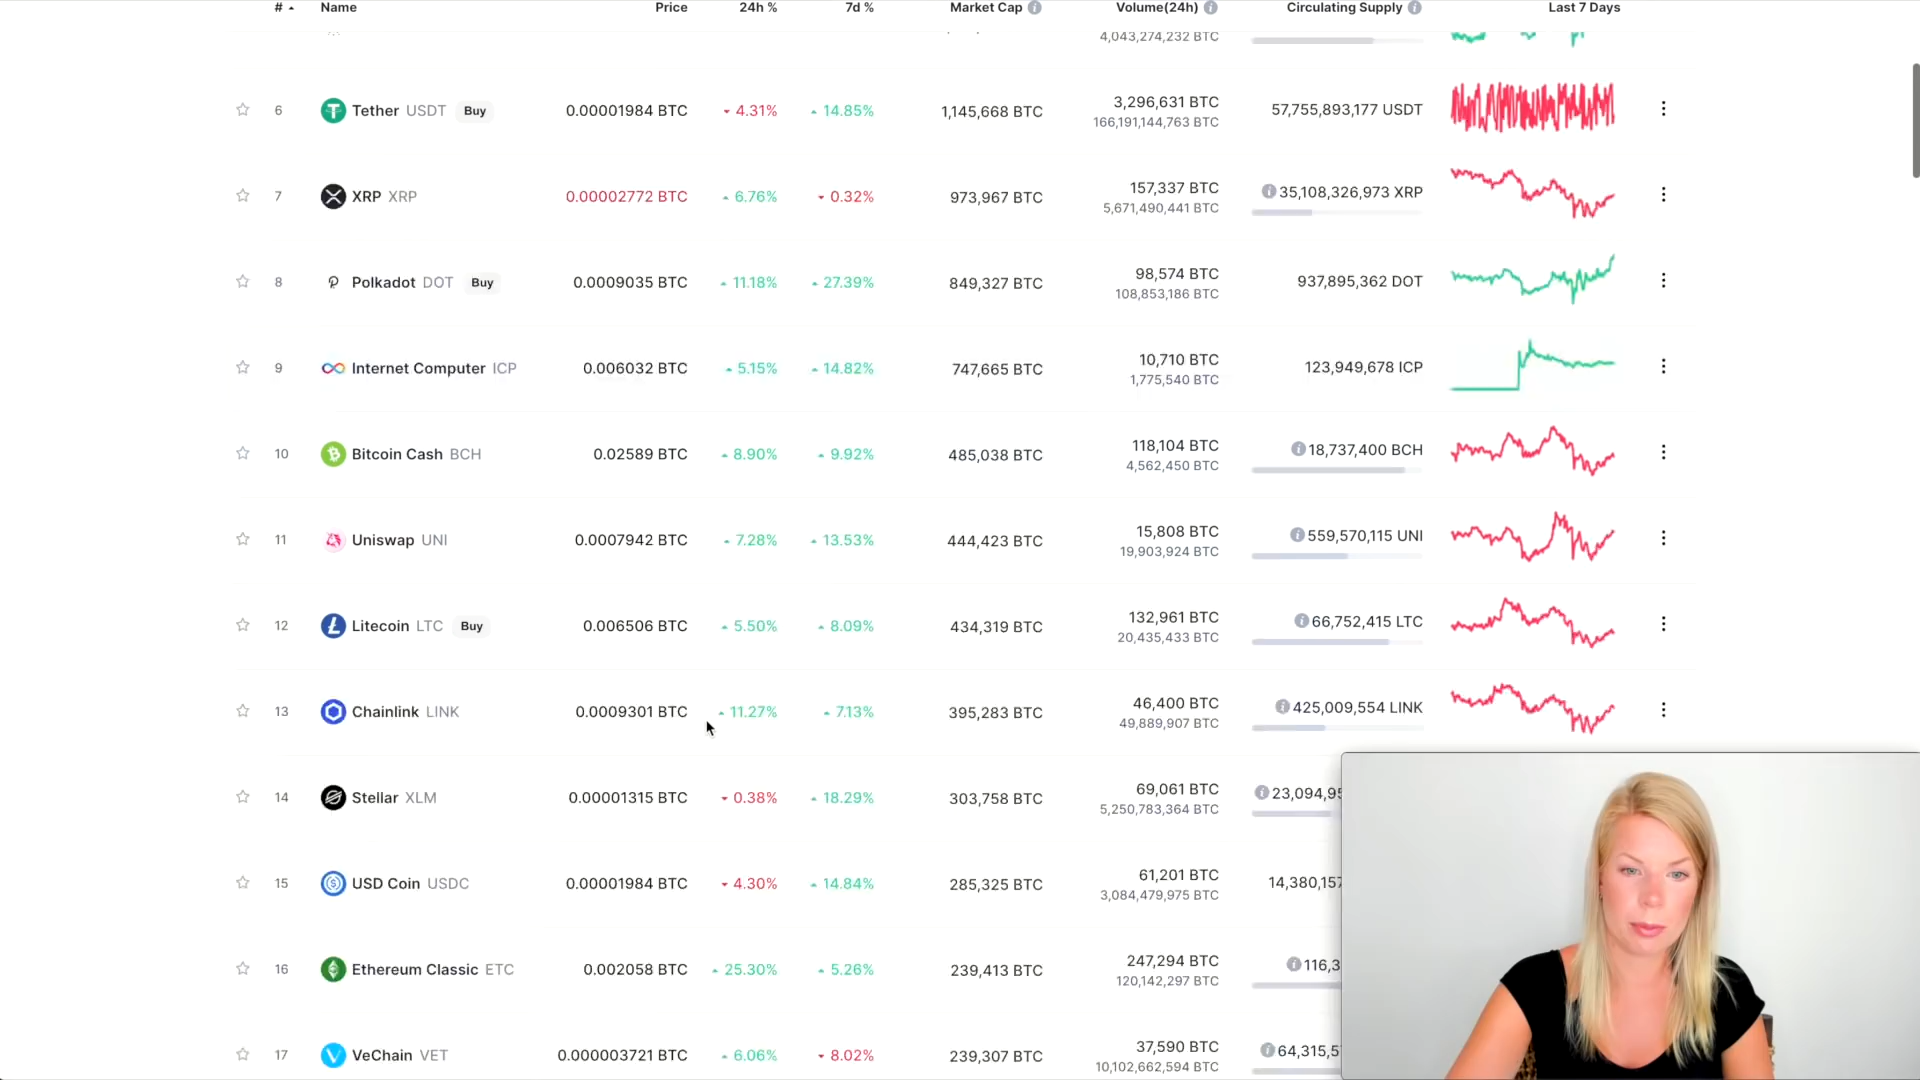 # Name Price 24h % 7d % Market Cap Volume(24h) Circulating Supply Last 7 Days
4,043,274,232 BTC
6 Tether USDT Buy 0.00001984 BTC 4.31% 14.85% 1,145,668 BTC 3,296,631 BTC 57,755,893,177 USDT
166,191,144,763 BTC
7 XRP XRP 0.00002772 BTC 6.76% 0.32% 973,967 BTC 157,337 BTC 35,108,326,973 XRP
5,671,490,441 BTC
8 Polkadot DOT Buy 0.0009035 BTC 11.18% 27.39% 849,327 BTC 98,574 BTC 937,895,362 DOT
108,853,186 BTC
9 Internet Computer ICP 0.006032 BTC 5.15% 14.82% 747,665 BTC 10,710 BTC 123,949,678 ICP
1,775,540 BTC
10 Bitcoin Cash BCH 0.02589 BTC 8.90% 9.92% 485,038 BTC 118,104 BTC 18,737,400 BCH
4,562,450 BTC
11 Uniswap UNI 0.0007942 BTC 7.28% 13.53% 444,423 BTC 15,808 BTC 559,570,115 UNI
19,903,924 BTC
12 Litecoin LTC Buy 0.006506 BTC 5.50% 8.09% 434,319 BTC 132,961 BTC 66,752,415 LTC
20,435,433 BTC
13 Chainlink LINK 0.0009301 BTC 11.27% 7.13% 395,283 BTC 46,400 BTC 425,009,554 LINK
49,889,907 BTC
14 Stellar XLM 0.00001315 BTC 0.38% 18.29% 303,758 BTC 69,061 BTC 23,094,95
5,250,783,364 BTC
15 USD Coin USDC 0.00001984 BTC 4.30% 14.84% 285,325 BTC 61,201 BTC 14,380,157
3,084,479,975 BTC
16 Ethereum Classic ETC 0.002058 BTC 25.30% 5.26% 239,413 BTC 247,294 BTC 116,3
120,142,297 BTC
17 VeChain VET 0.000003721 BTC 6.06% 8.02% 239,307 BTC 37,590 BTC 64,315,5
10,102,662,594 BTC